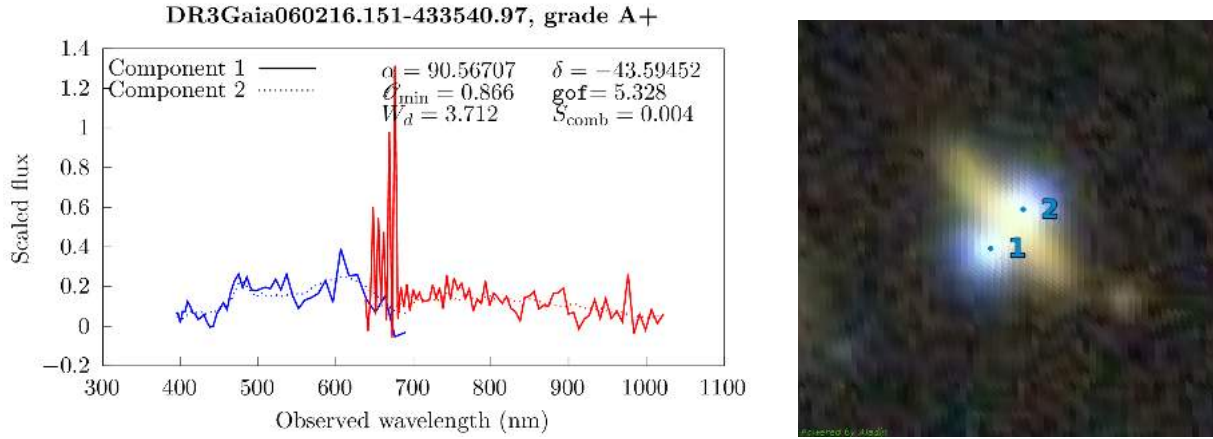 DR3Gaia060216.151-433540.97, grade A+
Component 1
Component 2
α = 90.56707 δ = −43.59452
𝒞min = 0.866 gof= 5.328
Wd = 3.712 Scomb = 0.004
1.4
1.2
1
0.8
0.6
0.4
0.2
0
−0.2
Scaled flux
300 400 500 600 700 800 900 1000 1100
Observed wavelength (nm)
2
1
Powered by Aladin